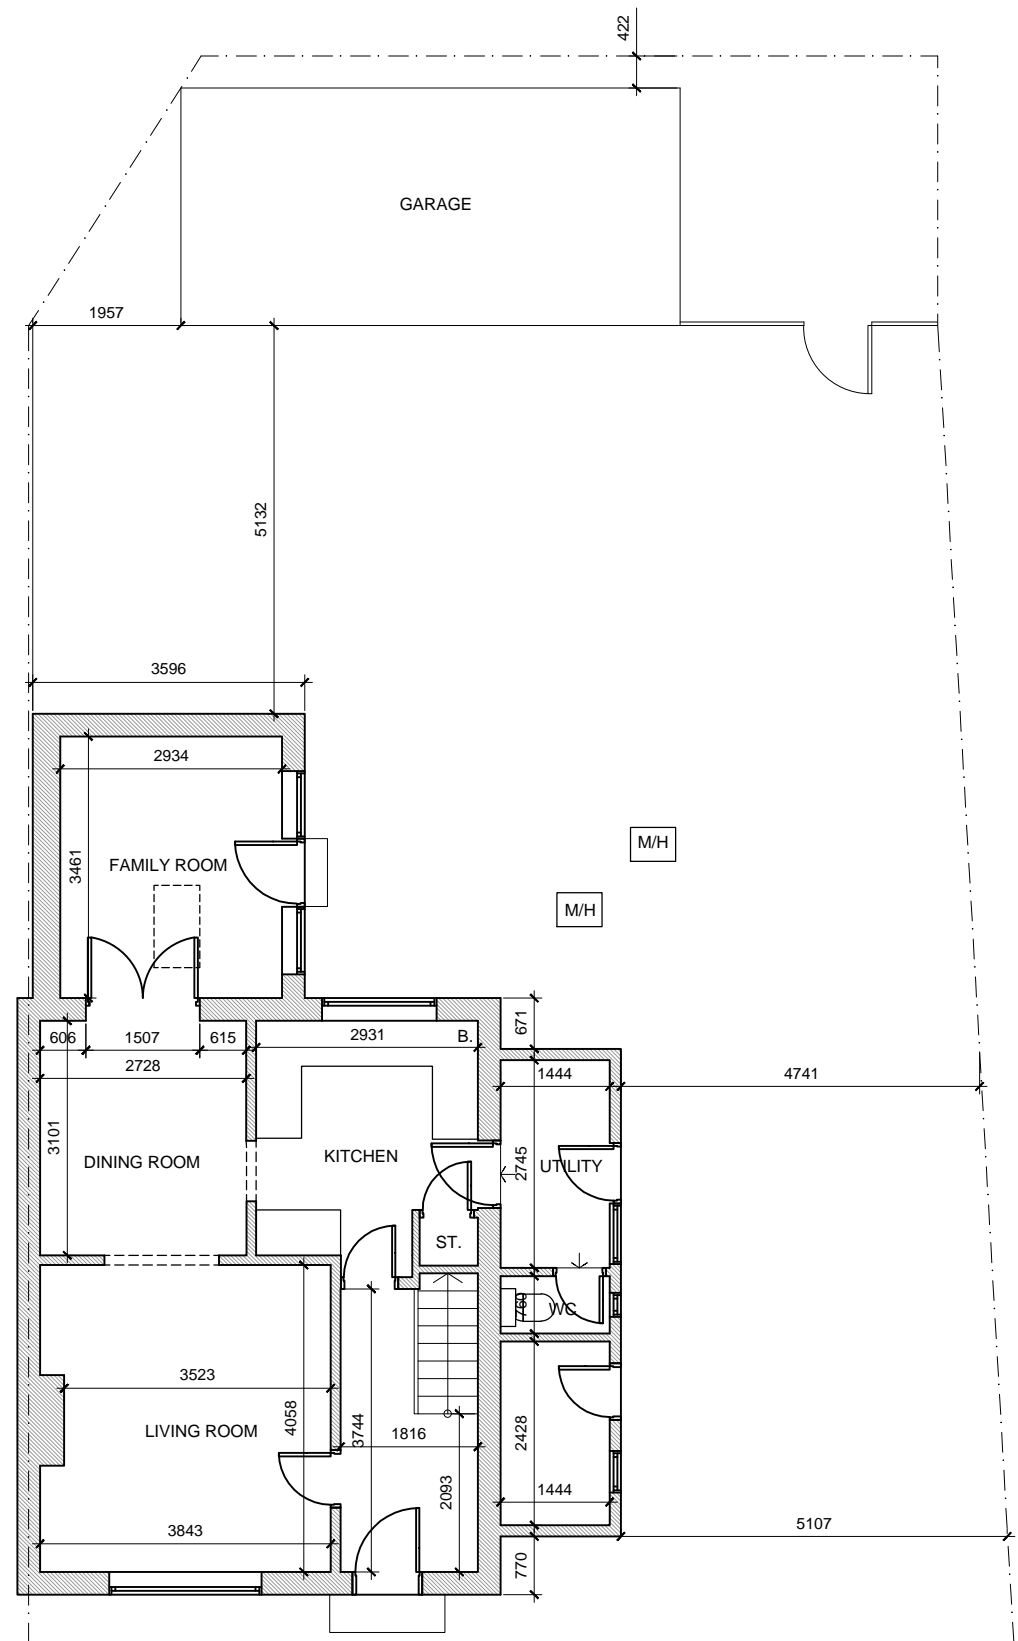 422
GARAGE
1957
5132
3596
2934
3461
FAMILY ROOM
M/H
M/H
671
606
1507
615
2931
B.
2728
1444
4741
3101
DINING ROOM
KITCHEN
2745
UTILITY
ST.
760
WC
3523
4058
LIVING ROOM
3744
1816
2428
2093
1444
3843
5107
770